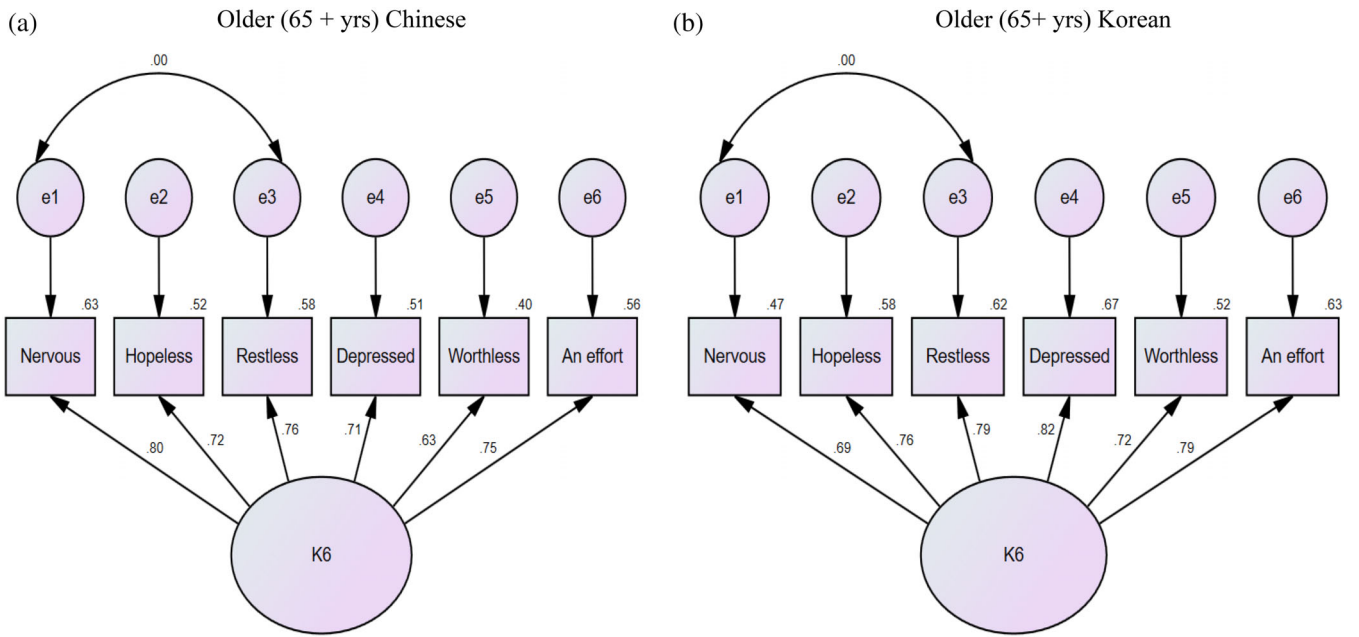 (a) Older (65 + yrs) Chinese
.00
e1 e2 e3 e4 e5 e6
.63 .52 .58 .51 .40 .56
Nervous Hopeless Restless Depressed Worthless An effort
.80 .72 .76 .71 .63 .75
K6
(b) Older (65+ yrs) Korean
.00
e1 e2 e3 e4 e5 e6
.47 .58 .62 .67 .52 .63
Nervous Hopeless Restless Depressed Worthless An effort
.69 .76 .79 .82 .72 .79
K6